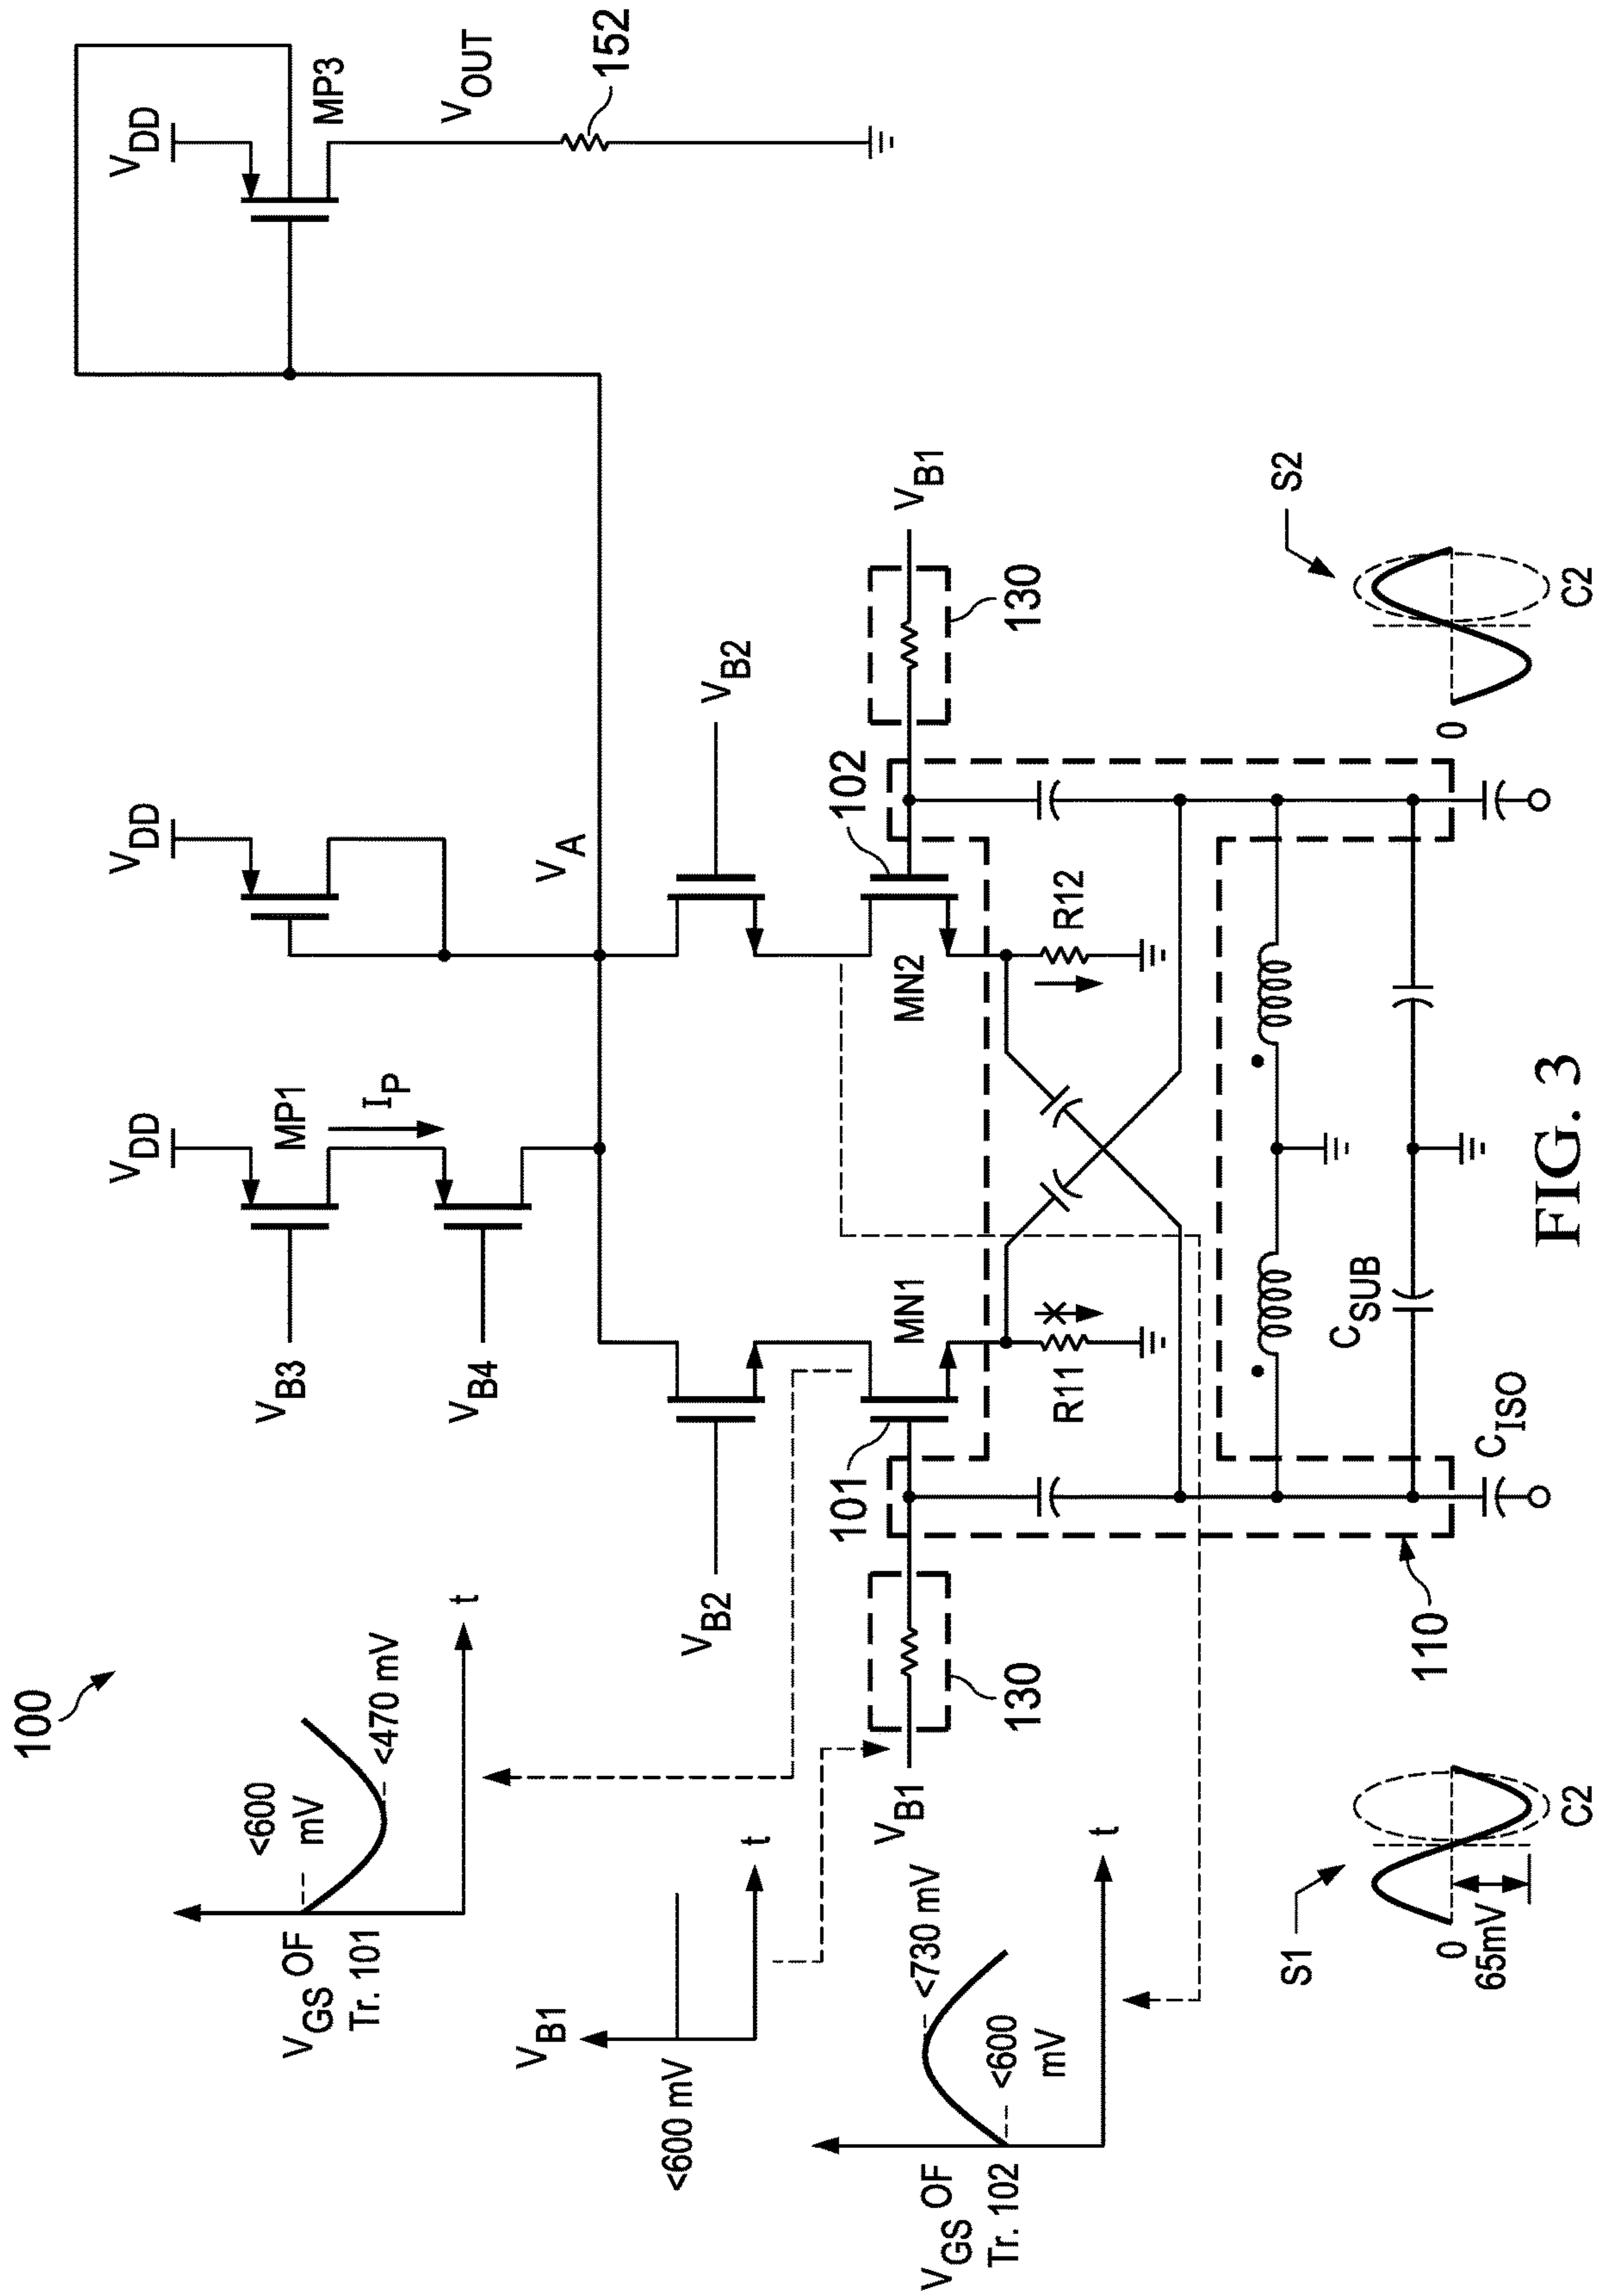 100
V_GS OF
Tr. 101
<600
mV
<470 mV
t
V_B1
<600 mV
t
V_GS OF
Tr. 102
<730 mV
<600
mV
t
V_DD
V_DD
V_DD
MP1
I_P
V_B3
V_B4
V_A
MP3
V_OUT
152
V_B2
V_B2
V_B1
130
101
MN1
MN2
102
130
V_B1
R11
R12
110
C_SUB
C_ISO
S1
0
65mV
C2
S2
0
C2
FIG. 3